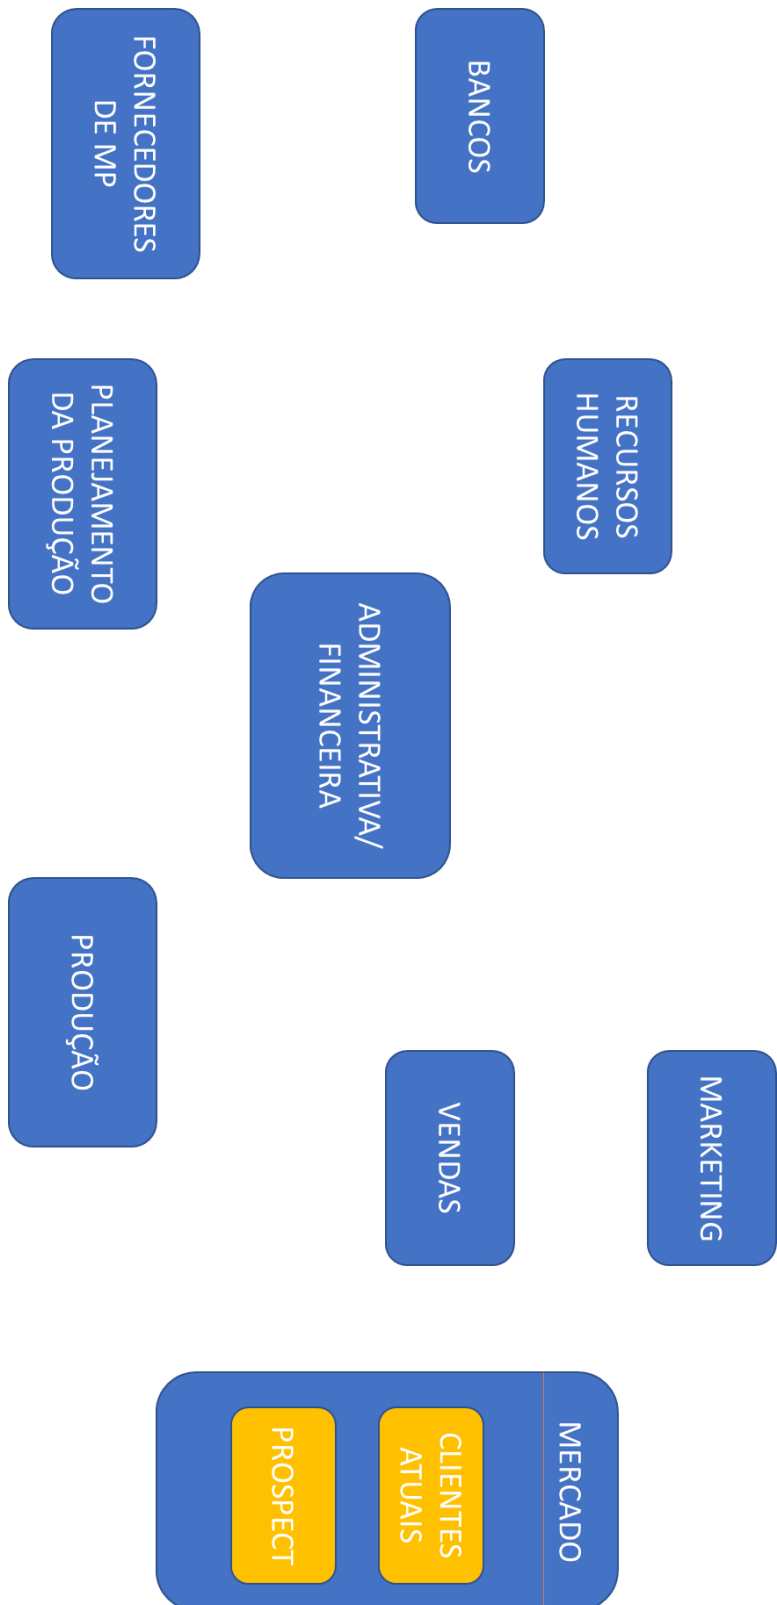 MARKETING
RECURSOS
HUMANOS
MERCADO
BANCOS
VENDAS
CLIENTES
ATUAIS
ADMINISTRATIVA/
FINANCEIRA
PROSPECT
FORNECEDORES
DE MP
PLANEJAMENTO
DA PRODUÇÃO
PRODUÇÃO